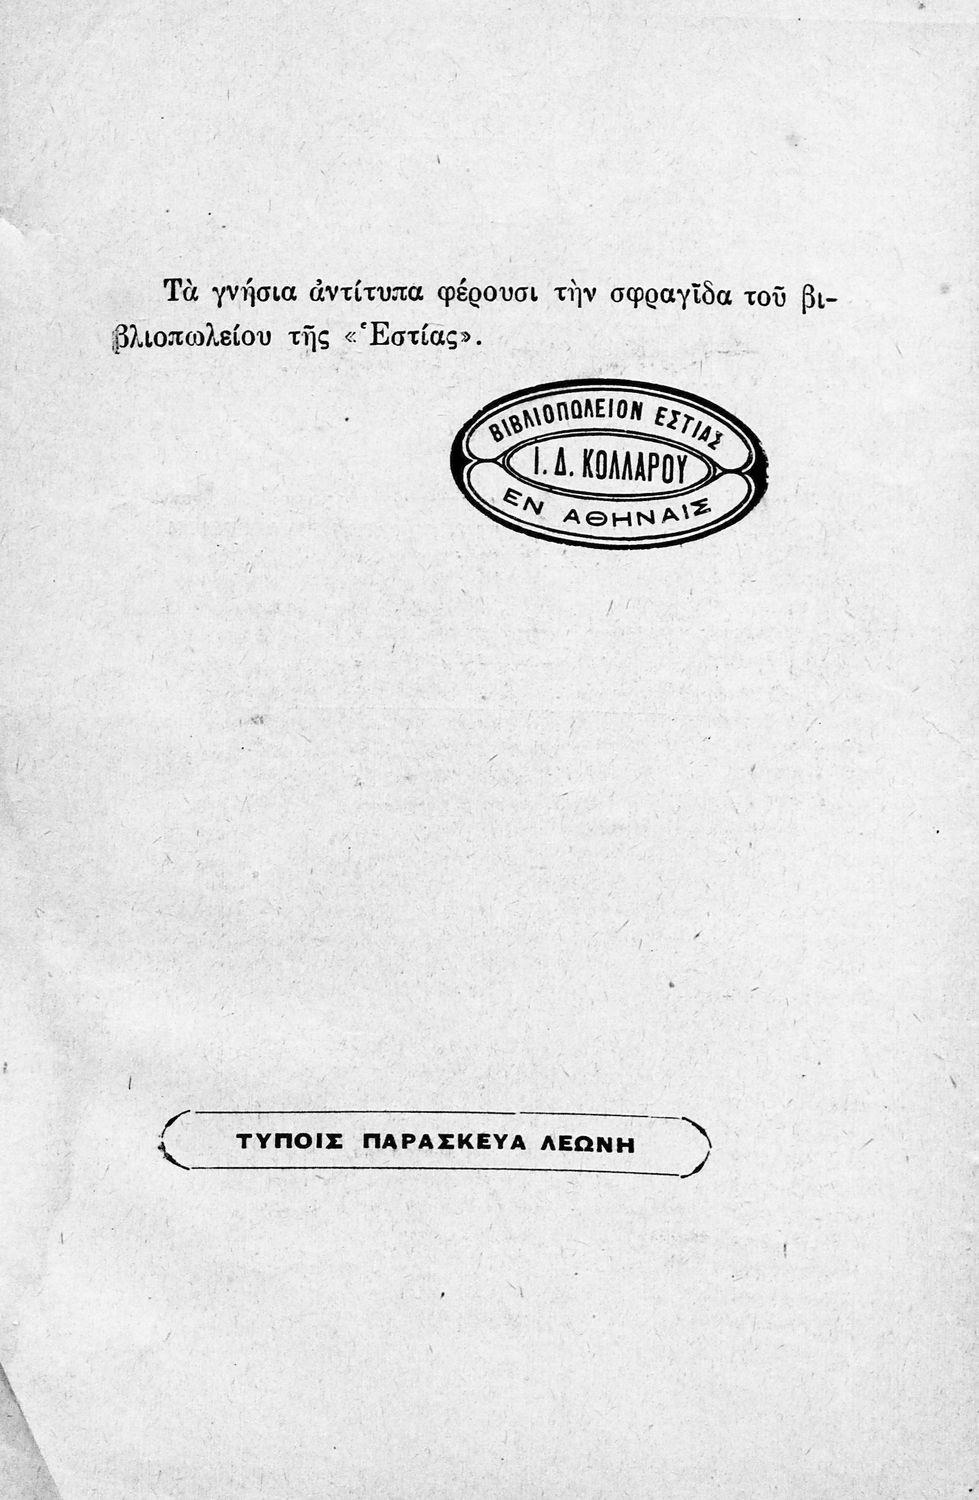 Τὰ γνήσια ἀντίτυπα φέρουσι τὴν σφραγῖδα τοῦ βι-
βλιοπωλείου τῆς «Ἑστίας».
ΒΙΒΛΙΟΠΩΛΕΙΟΝ ΕΣΤΙΑΣ
Ι. Δ. ΚΟΛΛΑΡΟΥ
ΕΝ ΑΘΗΝΑΙΣ
ΤΥΠΟΙΣ ΠΑΡΑΣΚΕΥΑ ΛΕΩΝΗ